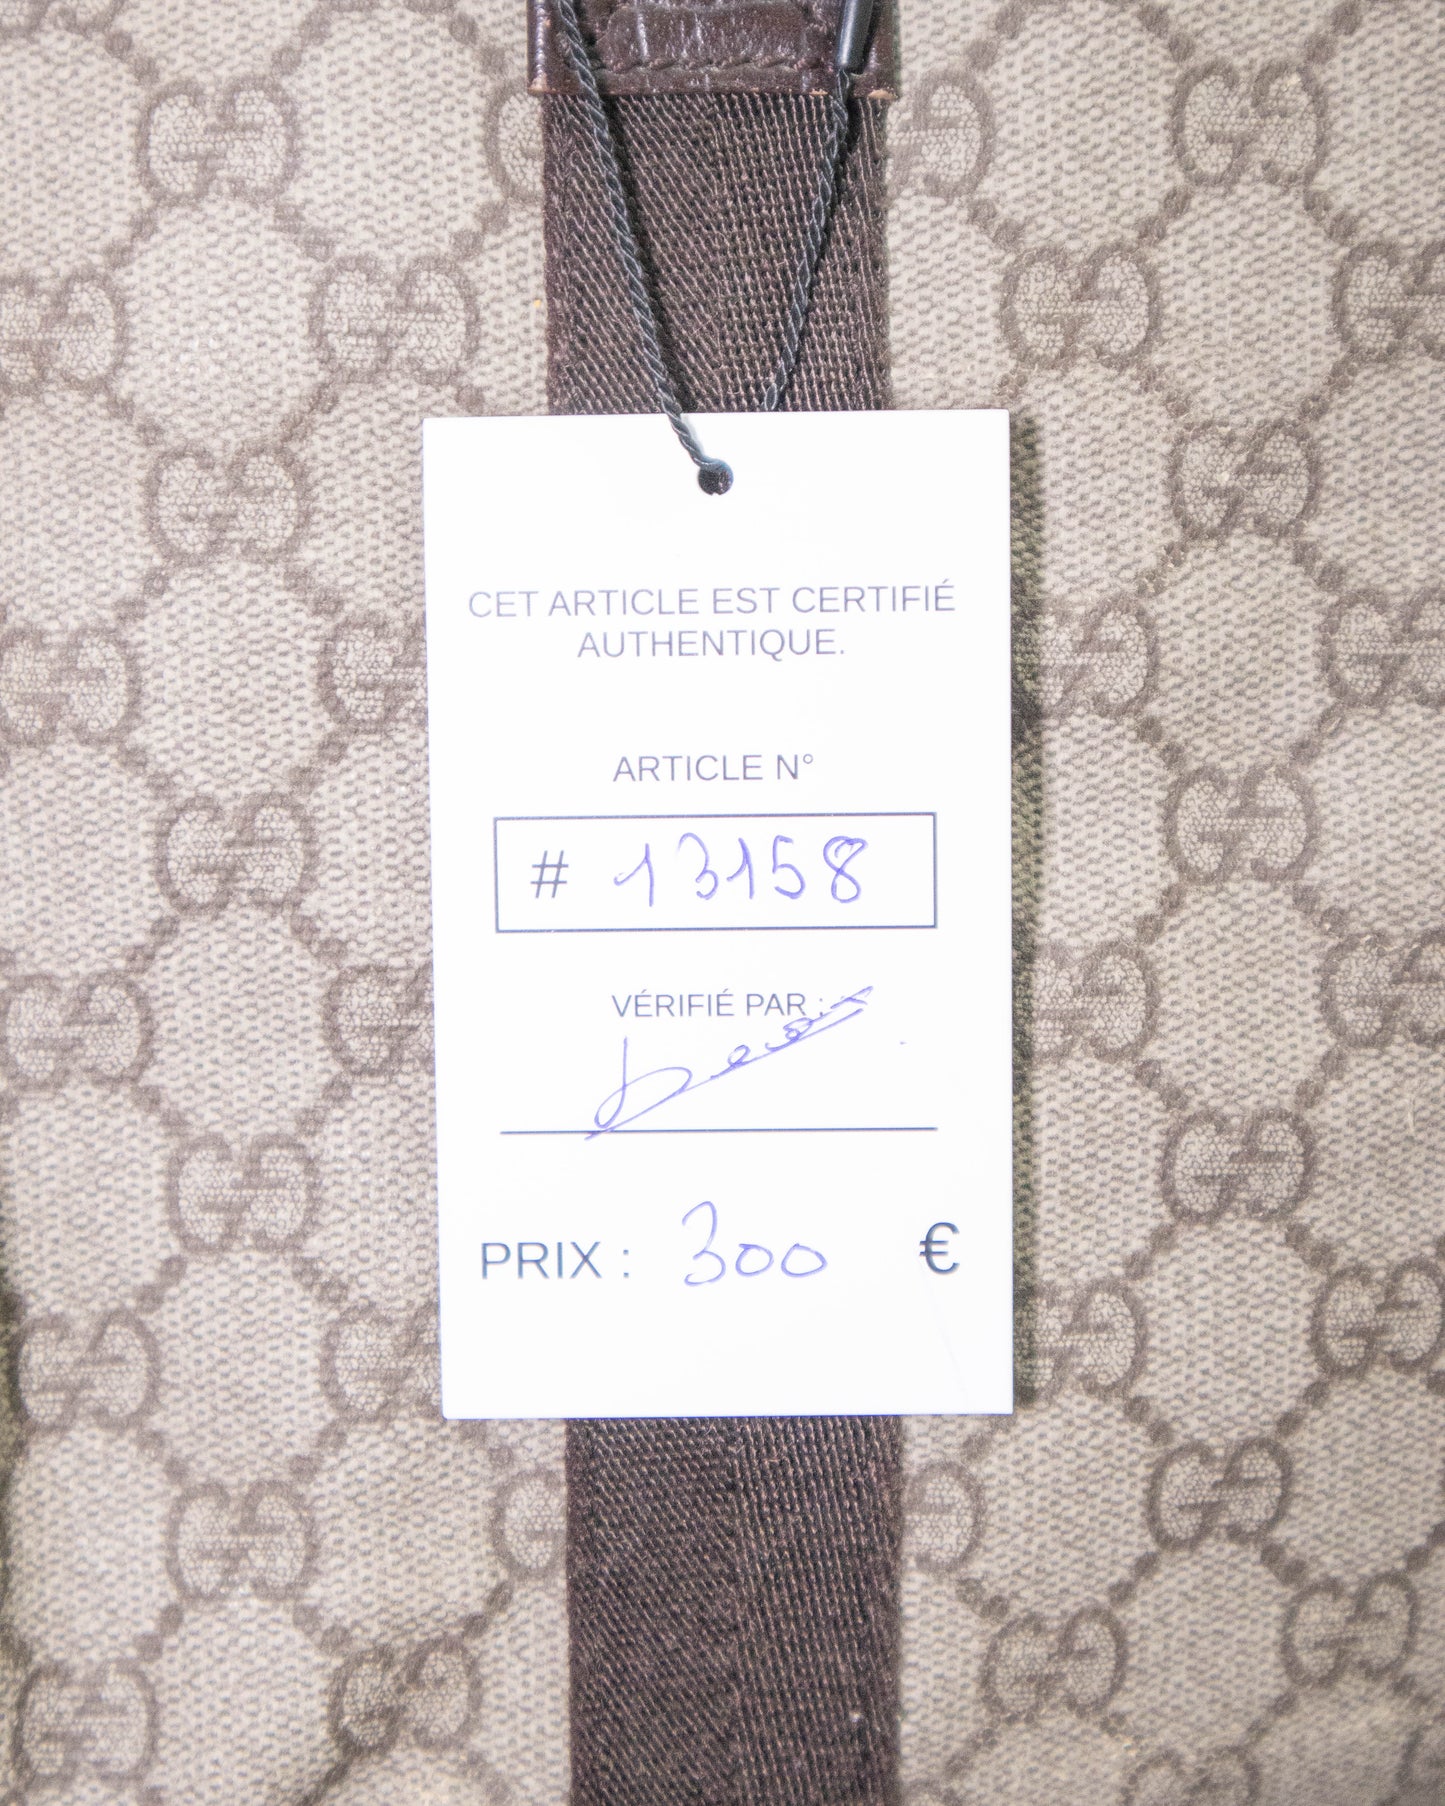 CET ARTICLE EST CERTIFIÉ
AUTHENTIQUE.
ARTICLE N°
# 13158
VÉRIFIÉ PAR :
PRIX : 300 €